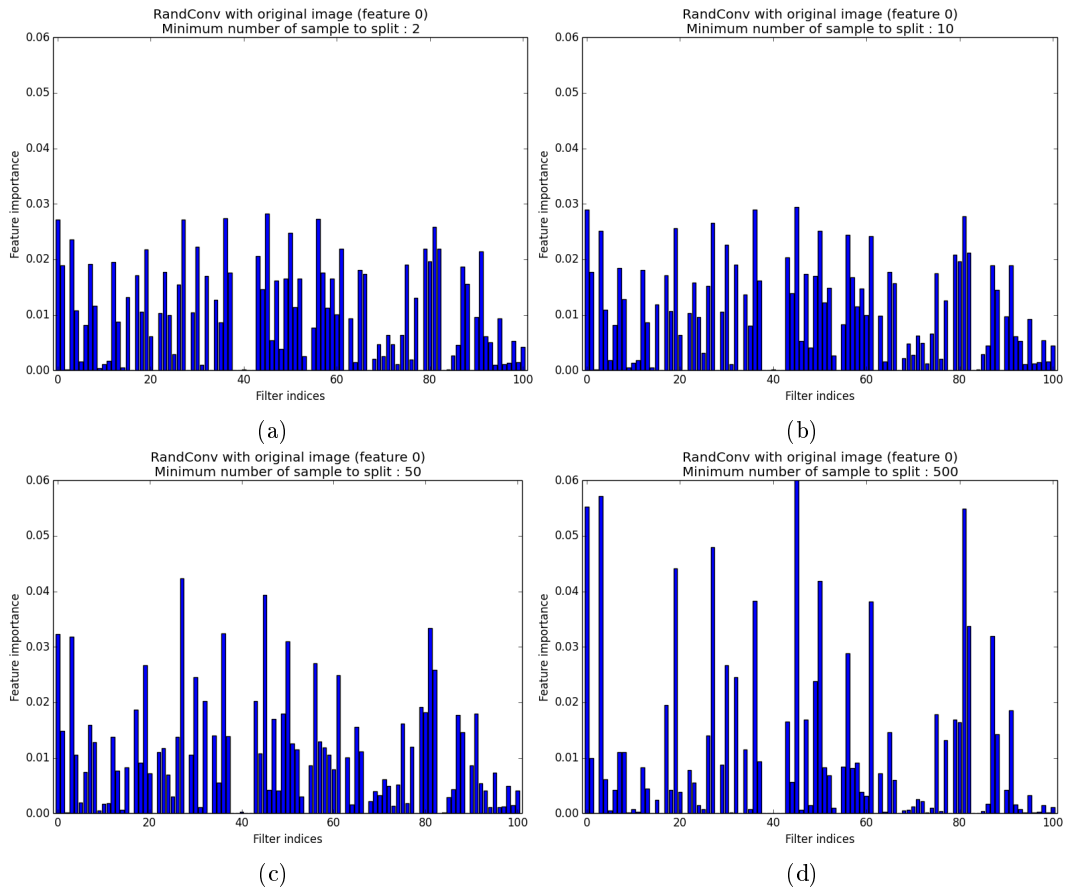 RandConv with original image (feature 0)
Minimum number of sample to split : 2
0.06
0.05
0.04
0.03
0.02
0.01
0.00
Feature importance
0 20 40 60 80 100
Filter indices
(a)
RandConv with original image (feature 0)
Minimum number of sample to split : 10
0.06
0.05
0.04
0.03
0.02
0.01
0.00
Feature importance
0 20 40 60 80 100
Filter indices
(b)
RandConv with original image (feature 0)
Minimum number of sample to split : 50
0.06
0.05
0.04
0.03
0.02
0.01
0.00
Feature importance
0 20 40 60 80 100
Filter indices
(c)
RandConv with original image (feature 0)
Minimum number of sample to split : 500
0.06
0.05
0.04
0.03
0.02
0.01
0.00
Feature importance
0 20 40 60 80 100
Filter indices
(d)